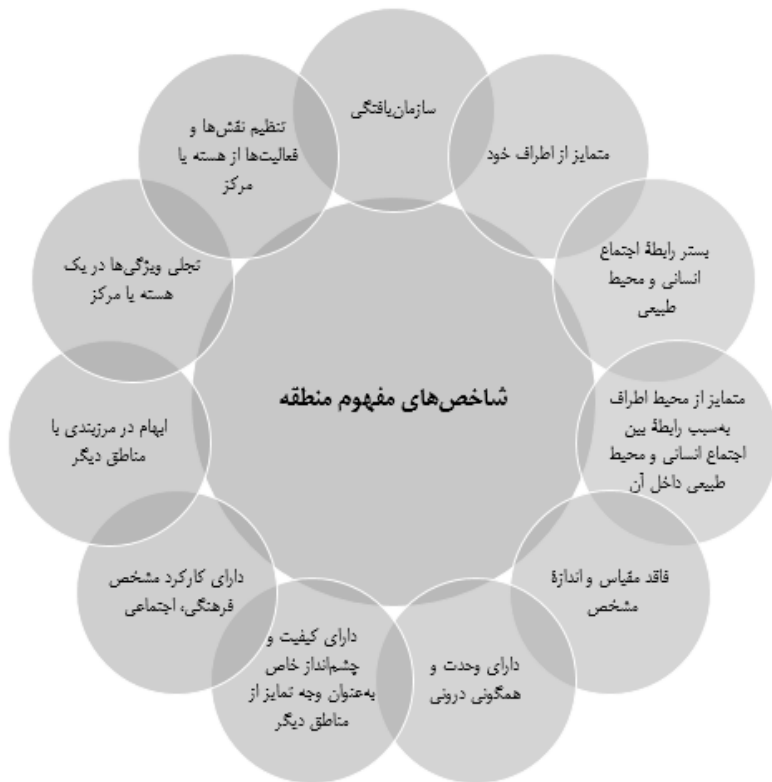 سازمان‌یافتگی
متمایز از اطراف خود
بستر رابطۀ اجتماع
انسانی و محیط
طبیعی
متمایز از محیط اطراف
به‌سبب رابطۀ بین
اجتماع انسانی و محیط
طبیعی داخل آن
فاقد مقیاس و اندازۀ
مشخص
دارای وحدت و
همگونی درونی
دارای کیفیت و
چشم‌انداز خاص
به‌عنوان وجه تمایز از
مناطق دیگر
دارای کارکرد مشخص
فرهنگی، اجتماعی
ابهام در مرزبندی با
مناطق دیگر
تجلی ویژگی‌ها در یک
هسته یا مرکز
تنظیم نقش‌ها و
فعالیت‌ها از هسته یا
مرکز
شاخص‌های مفهوم منطقه